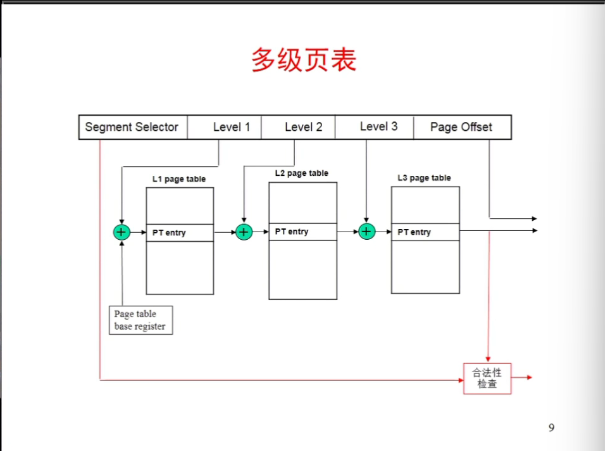 多级页表
Segment Selector
Level 1
Level 2
Level 3
Page Offset
L1 page table
L2 page table
L3 page table
PT entry
PT entry
PT entry
Page table
base register
合法性
检查
9